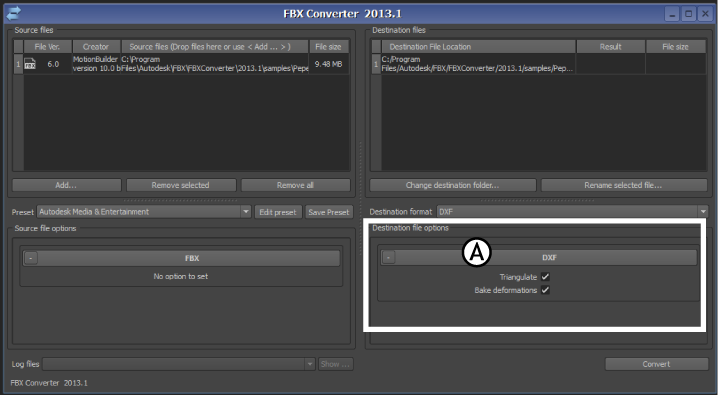 FBX Converter 2013.1
Source files
File Ver. Creator Source files (Drop files here or use < Add ... > ) File size
1 FBX 6.0 MotionBuilder version 10.0 b C:\Program Files\Autodesk\FBX\FBXConverter\2013.1\samples\Pepe 9.48 MB
Add... Remove selected Remove all
Destination files
Destination File Location Result File size
1 C:/Program
Files/Autodesk/FBX/FBXConverter/2013.1/samples/Pep...
Change destination folder... Rename selected file...
Preset Autodesk Media & Entertainment Edit preset Save Preset
Destination format DXF
Source file options
- FBX
No option to set
Destination file options
A
- DXF
Triangulate
Bake deformations
Log files Show ...
Convert
FBX Converter 2013.1